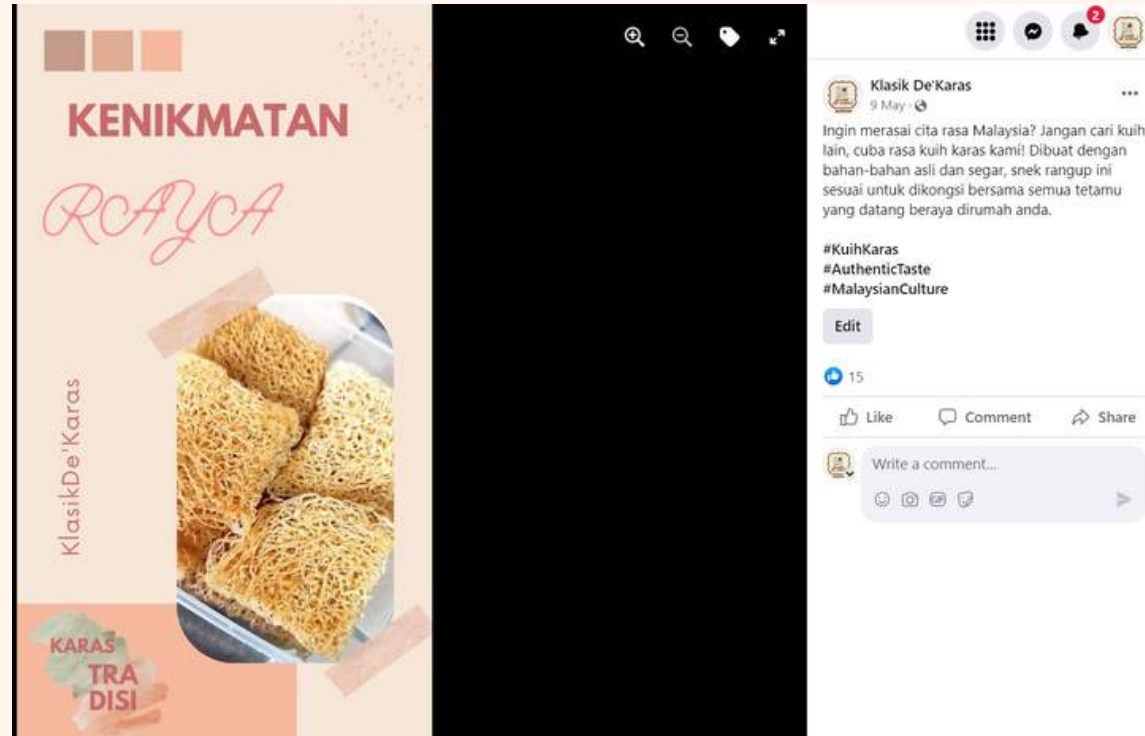 KENIKMATAN
RAYA
KlasikDe'Karas
KARAS
TRA
DISI
2
Klasik De'Karas
9 May
Ingin merasai cita rasa Malaysia? Jangan cari kuih
lain, cuba rasa kuih karas kami! Dibuat dengan
bahan-bahan asli dan segar, snek rangup ini
sesuai untuk dikongsi bersama semua tetamu
yang datang beraya dirumah anda.
#KuihKaras
#AuthenticTaste
#MalaysianCulture
Edit
15
Like Comment Share
Write a comment...
GIF